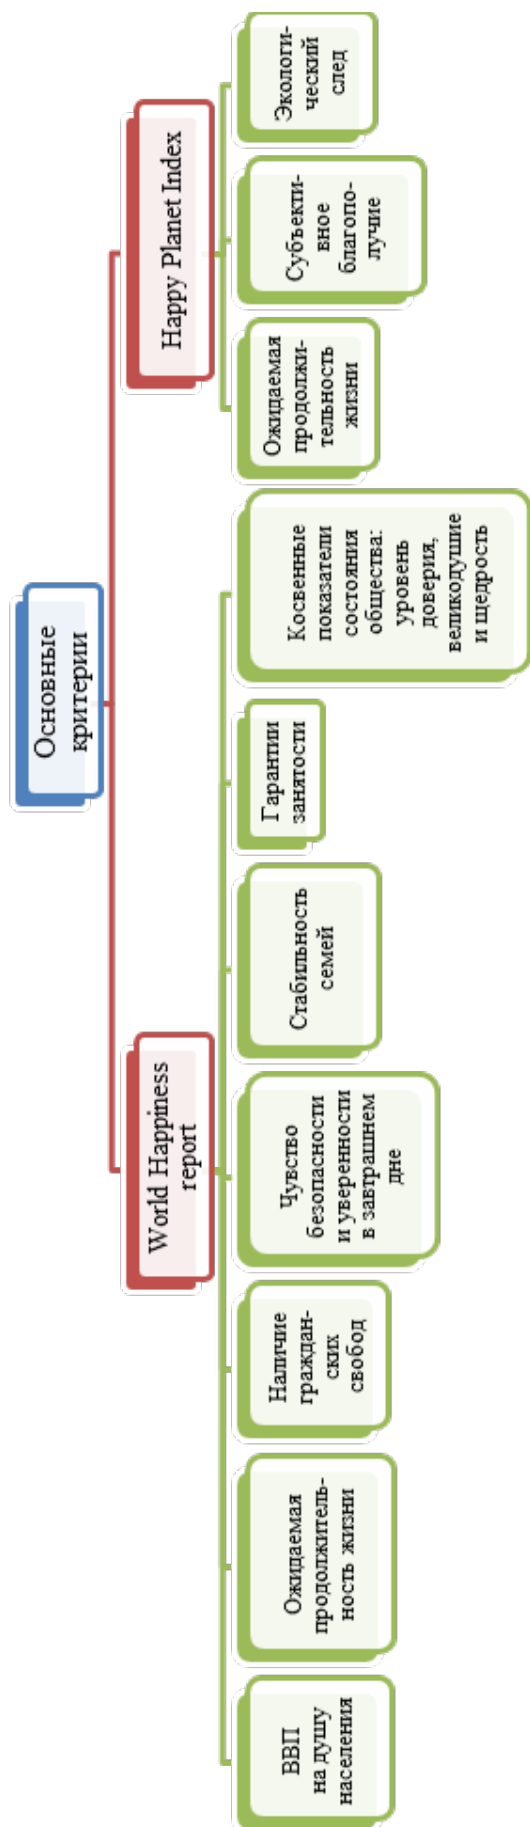 Основные
критерии
World Happiness
report
Happy Planet Index
ВВП
на душу
населения
Ожидаемая
продолжитель-
ность жизни
Наличие
граждан-
ских
свобод
Чувство
безопасности
и уверенности
в завтрашнем
дне
Стабильность
семей
Гарантии
занятости
Косвенные
показатели
состояния
общества:
уровень
доверия,
великодушие
и щедрость
Ожидаемая
продолжи-
тельность
жизни
Субъекти-
вное
благопо-
лучие
Экологи-
ческий
след